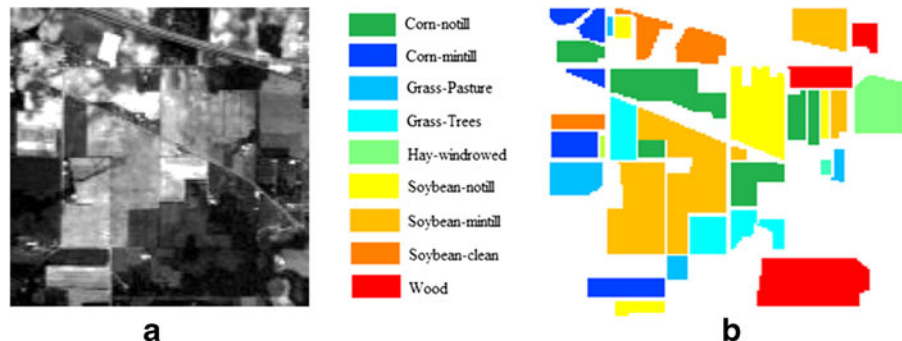 Corn-notill
Corn-mintill
Grass-Pasture
Grass-Trees
Hay-windrowed
Soybean-notill
Soybean-mintill
Soybean-clean
Wood
a
b